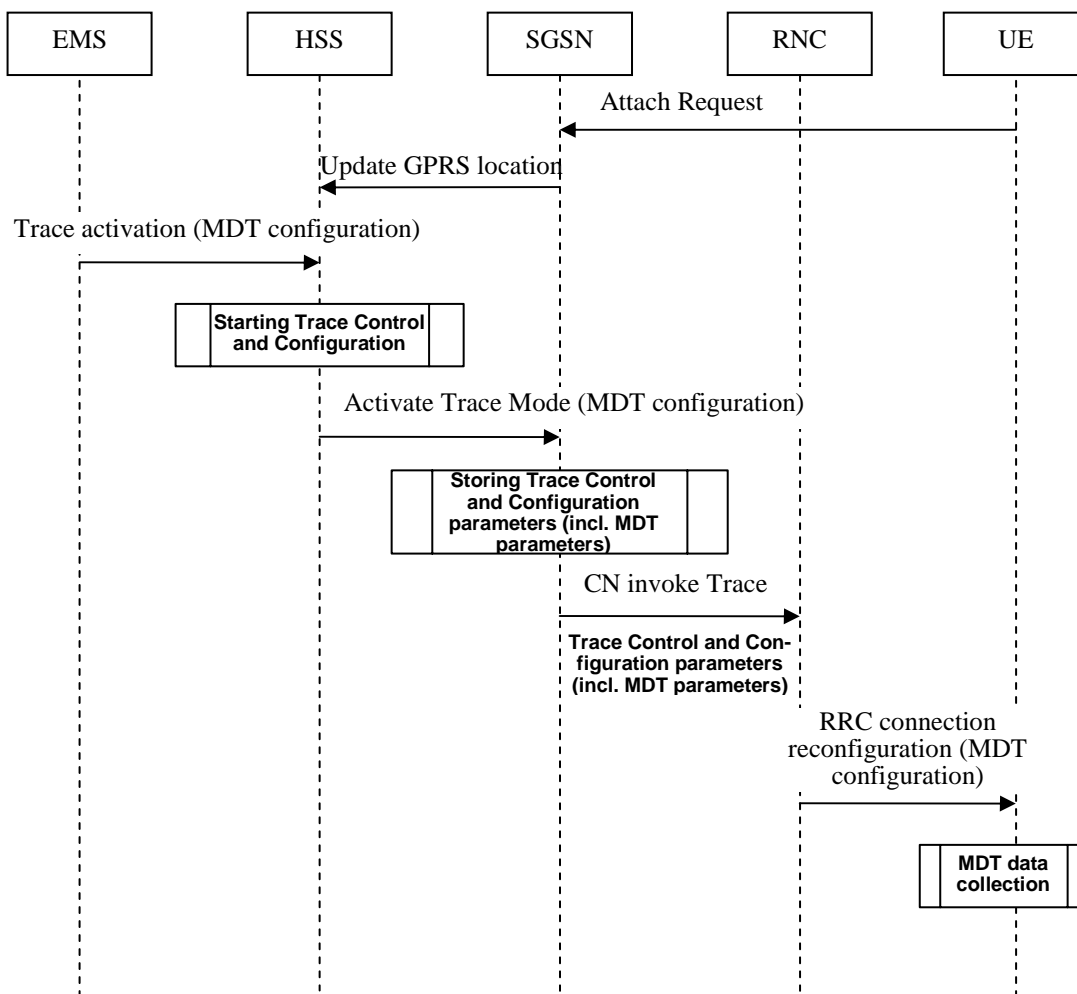 EMS
HSS
SGSN
RNC
UE
Attach Request
Update GPRS location
Trace activation (MDT configuration)
Starting Trace Control
and Configuration
Activate Trace Mode (MDT configuration)
Storing Trace Control
and Configuration
parameters (incl. MDT
parameters)
CN invoke Trace
Trace Control and Con-
figuration parameters
(incl. MDT parameters)
RRC connection
reconfiguration (MDT
configuration)
MDT data
collection